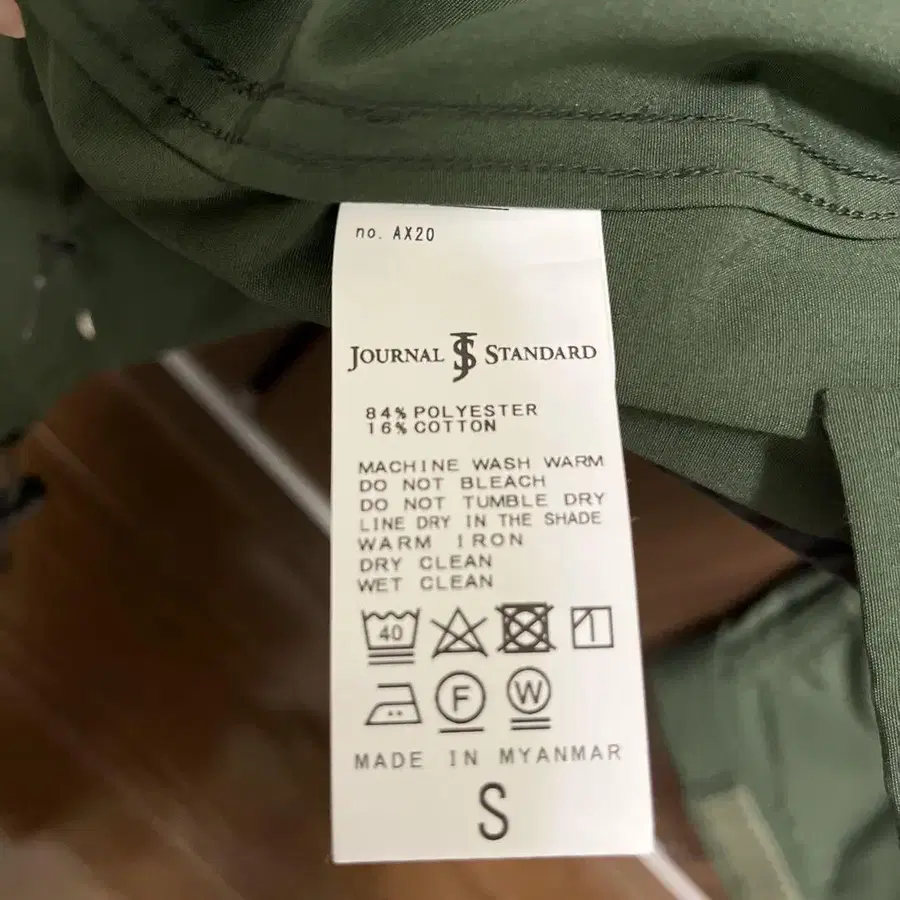 no. AX20
JOURNAL JS STANDARD
84% POLYESTER
16% COTTON
MACHINE WASH WARM
DO NOT BLEACH
DO NOT TUMBLE DRY
LINE DRY IN THE SHADE
WARM IRON
DRY CLEAN
WET CLEAN
40
F W
MADE IN MYANMAR
S